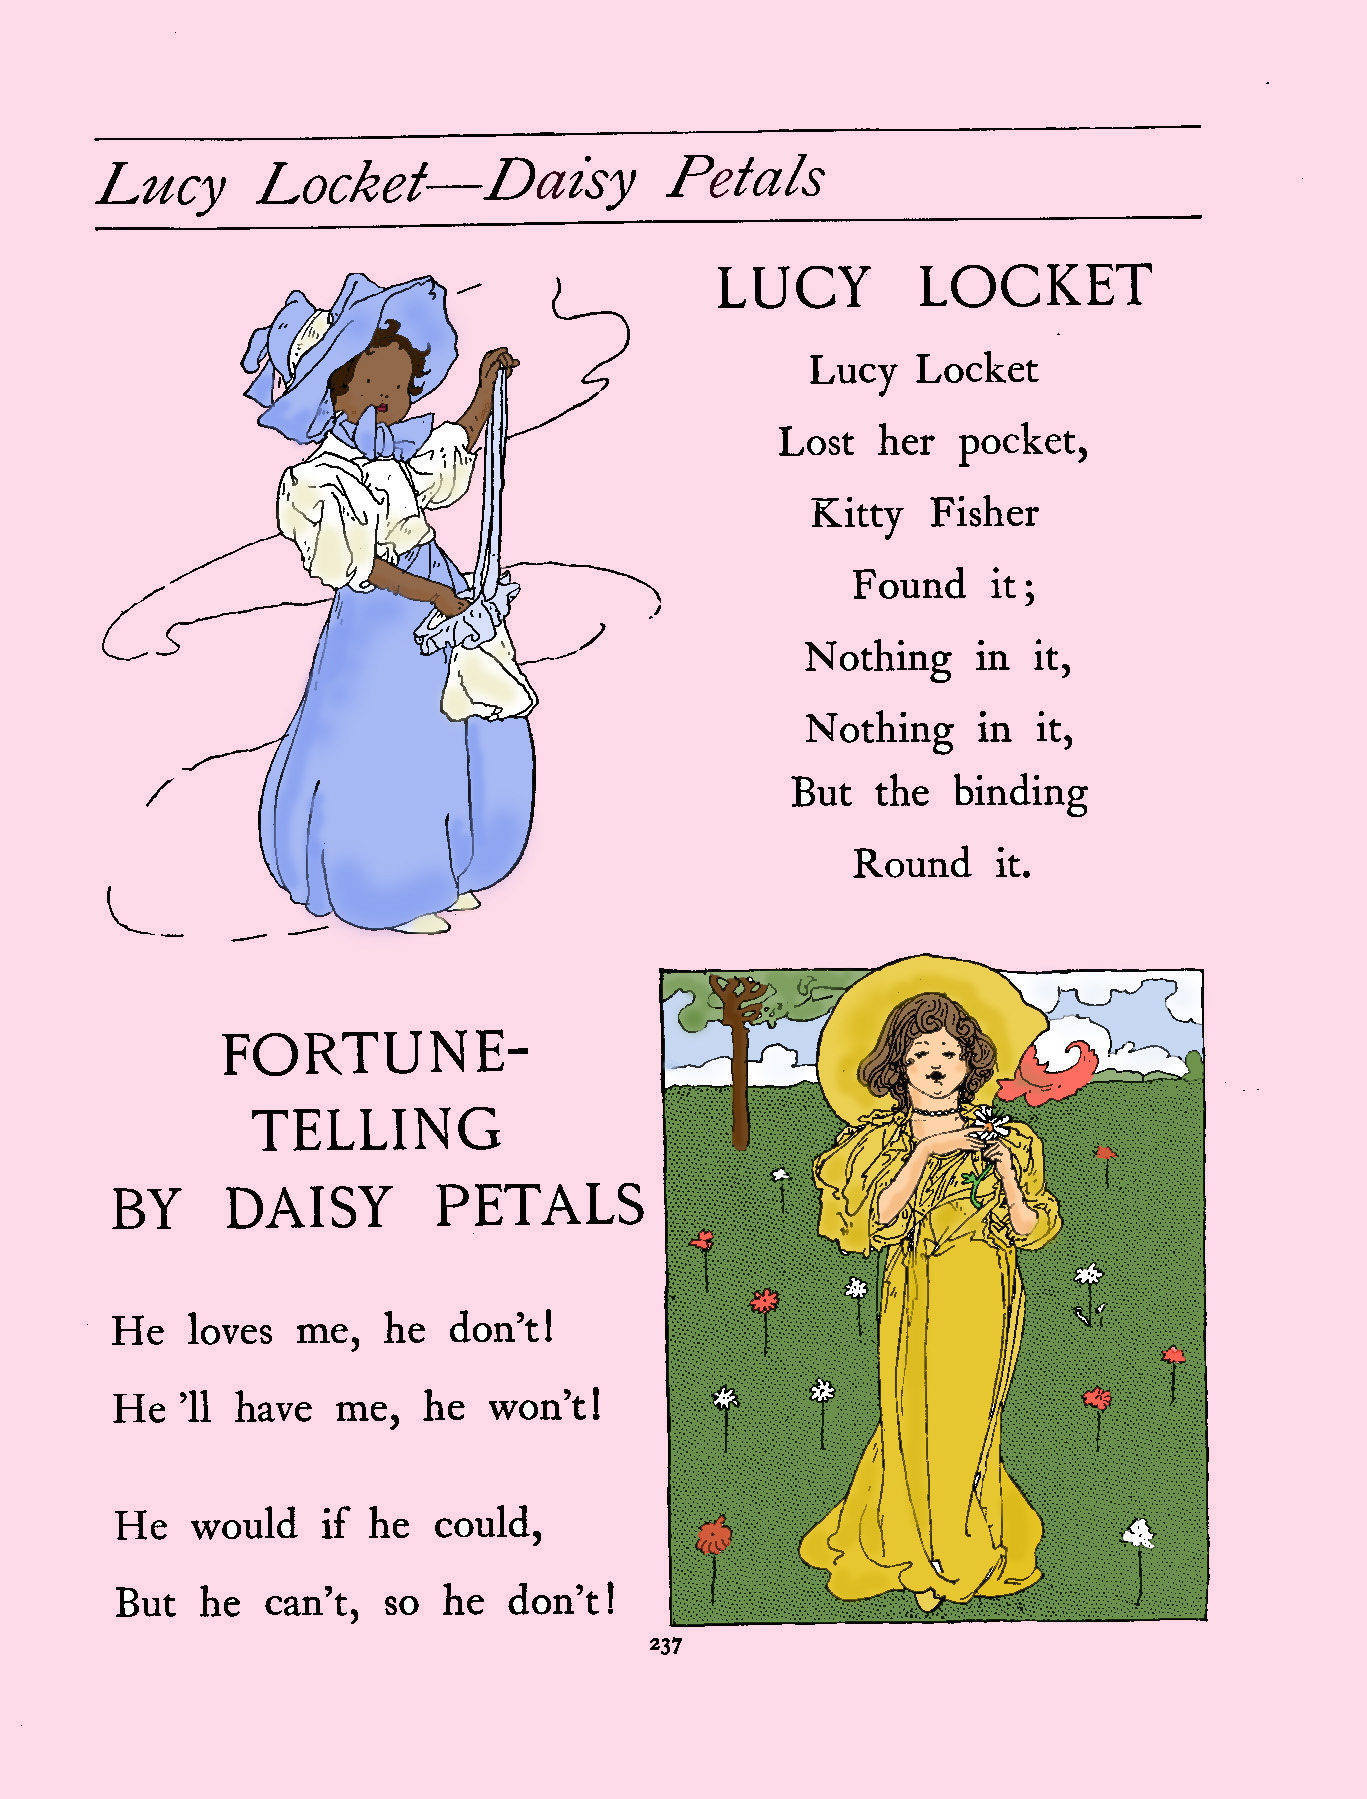 Lucy Locket—Daisy Petals
LUCY LOCKET
Lucy Locket
Lost her pocket,
Kitty Fisher
Found it;
Nothing in it,
Nothing in it,
But the binding
Round it.
FORTUNE-
TELLING
BY DAISY PETALS
He loves me, he don't!
He 'll have me, he won't!
He would if he could,
But he can't, so he don't!
237